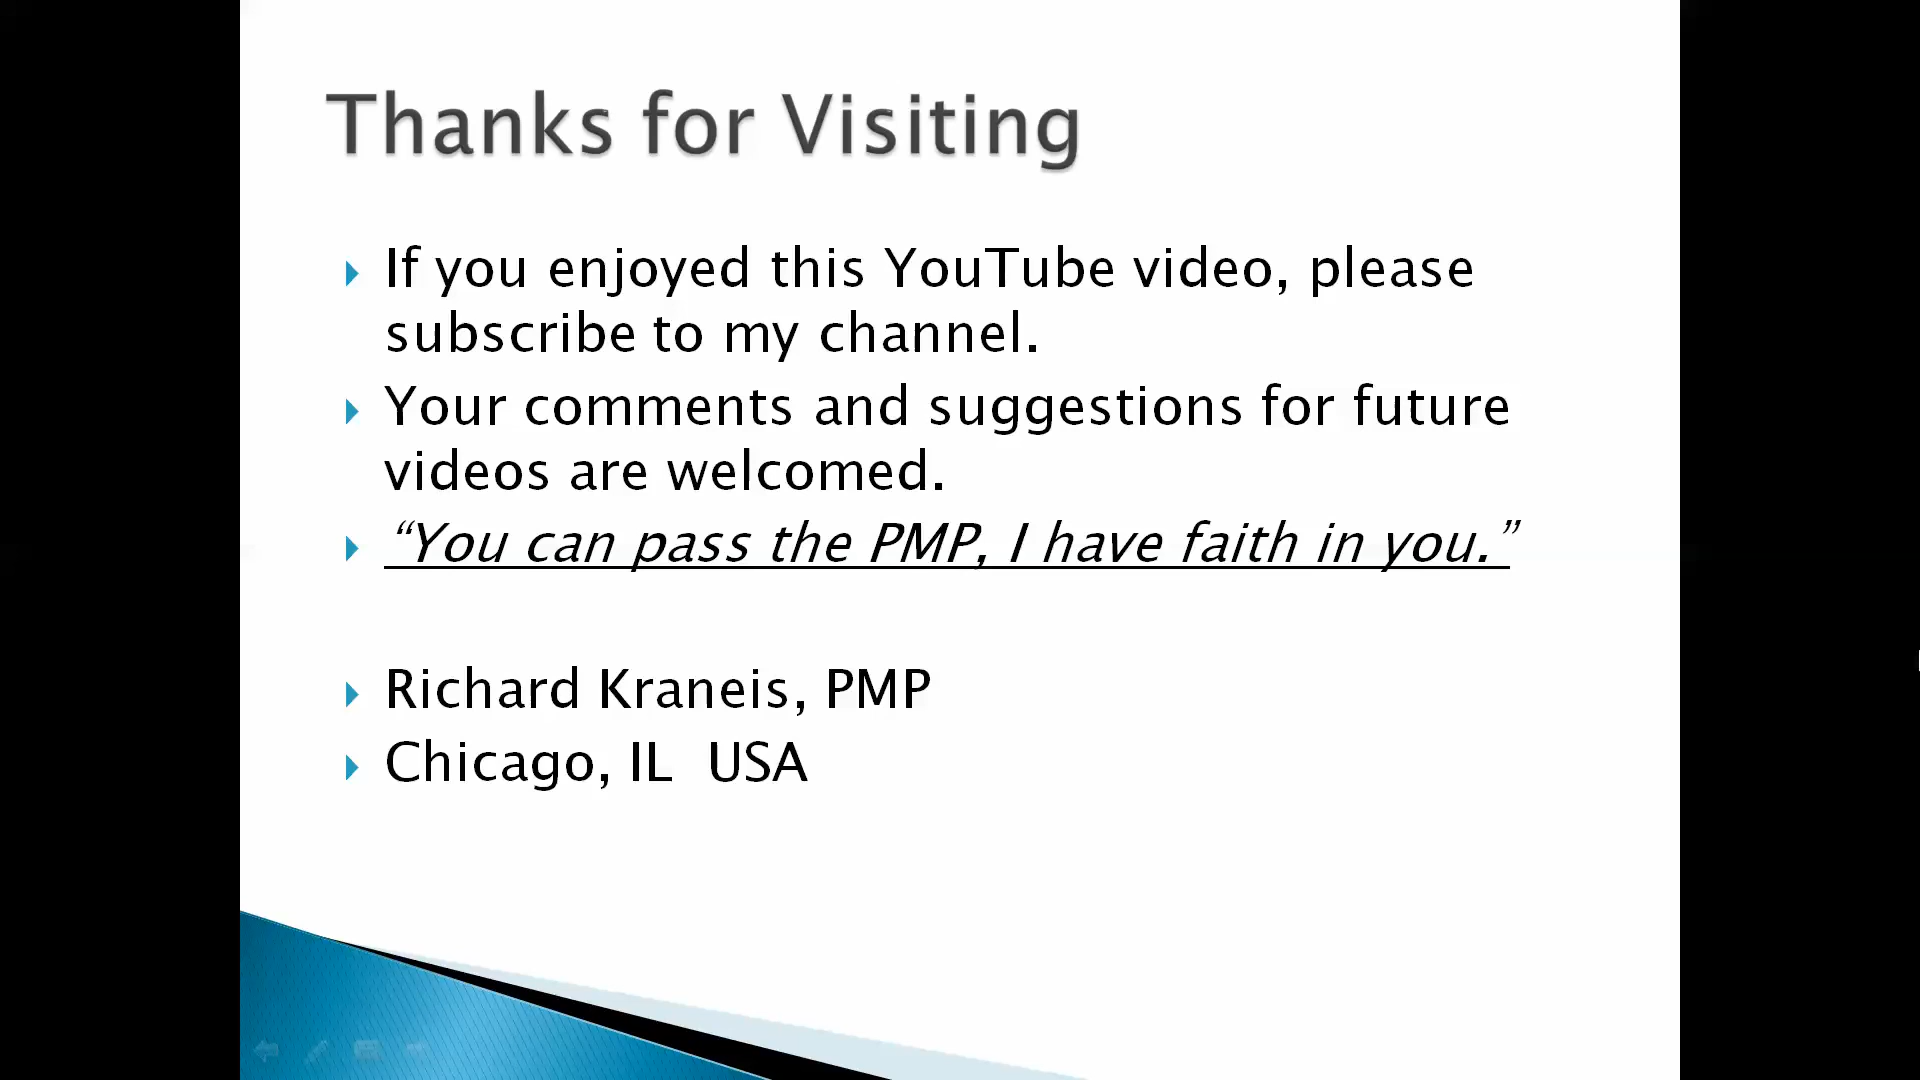 Thanks for Visiting
If you enjoyed this YouTube video, please
subscribe to my channel.
Your comments and suggestions for future
videos are welcomed.
“You can pass the PMP, I have faith in you.”
Richard Kraneis, PMP
Chicago, IL  USA